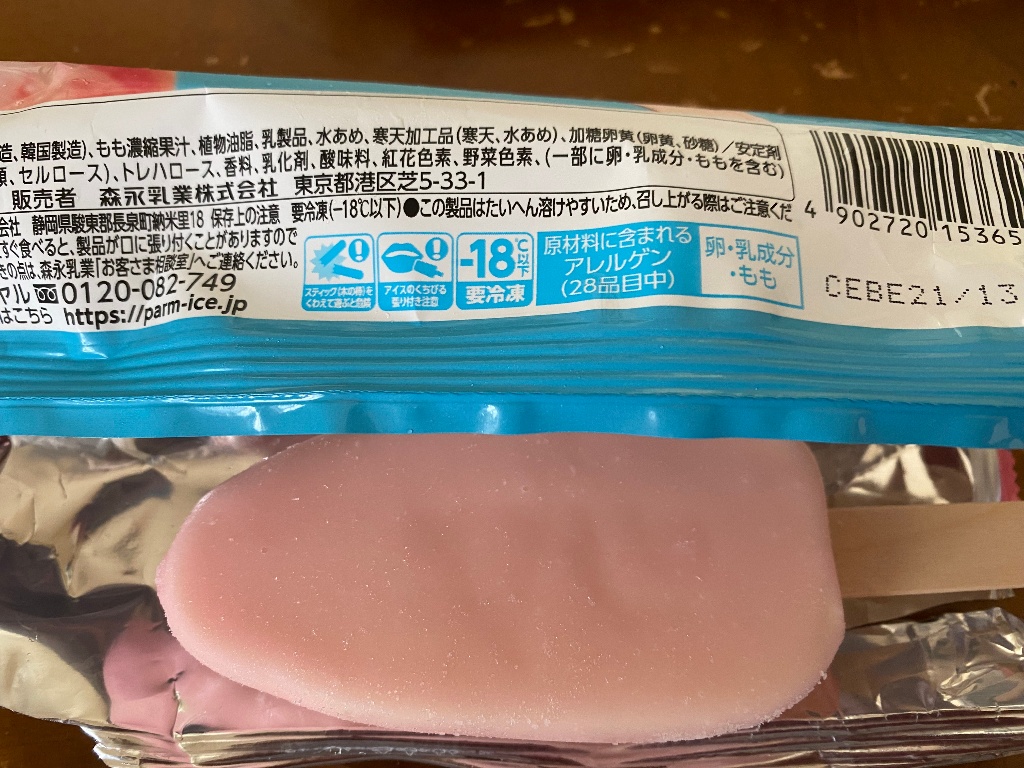 造、韓国製造)、もも濃縮果汁、植物油脂、乳製品、水あめ、寒天加工品(寒天、水あめ)、加糖卵黄(卵黄、砂糖)/安定剤
セルロース)、トレハロース、香料、乳化剤、酸味料、紅花色素、野菜色素、(一部に卵・乳成分・ももを含む)
販売者 森永乳業株式会社 東京都港区芝5-33-1
会社 静岡県駿東郡長泉町納米里18 保存上の注意 要冷凍(-18℃以下)●この製品はたいへん溶けやすいため、召し上がる際はご注意くだ
すぐ食べると、製品が口に張り付くことがありますので
きの点は、森永乳業「お客さま相談室」へご連絡ください。
ヤル 0120-082-749
はこちら https://parm-ice.jp
スティック(木の棒)を
くわえて遊ぶと危険
アイスのくちびる
張り付き注意
-18℃以下
要冷凍
原材料に含まれる
アレルゲン
(28品目中)
卵・乳成分
・もも
4 902720 15365
CEBE21/13